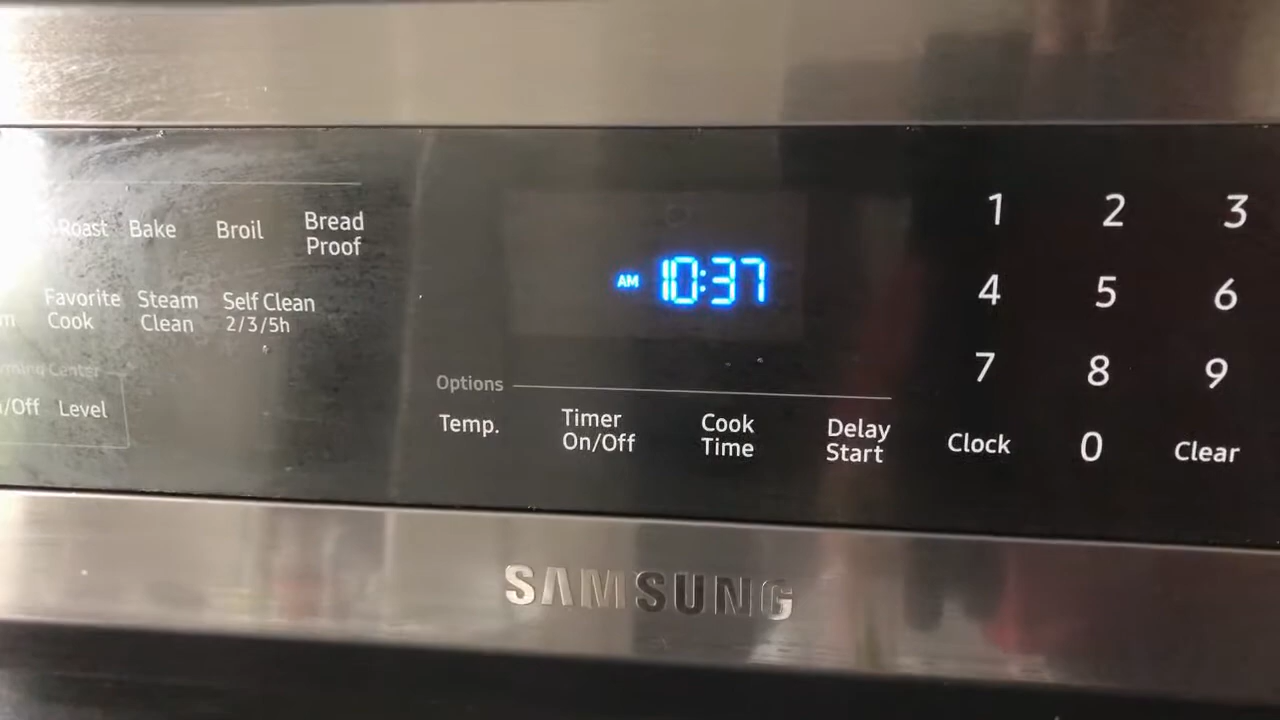 Roast Bake Broil Bread
Proof
Favorite Steam Self Clean
Cook Clean 2/3/5h
Center
/Off Level
AM 10:37
Options
Temp. Timer Cook Delay
On/Off Time Start
1 2 3
4 5 6
7 8 9
Clock 0 Clear
SAMSUNG